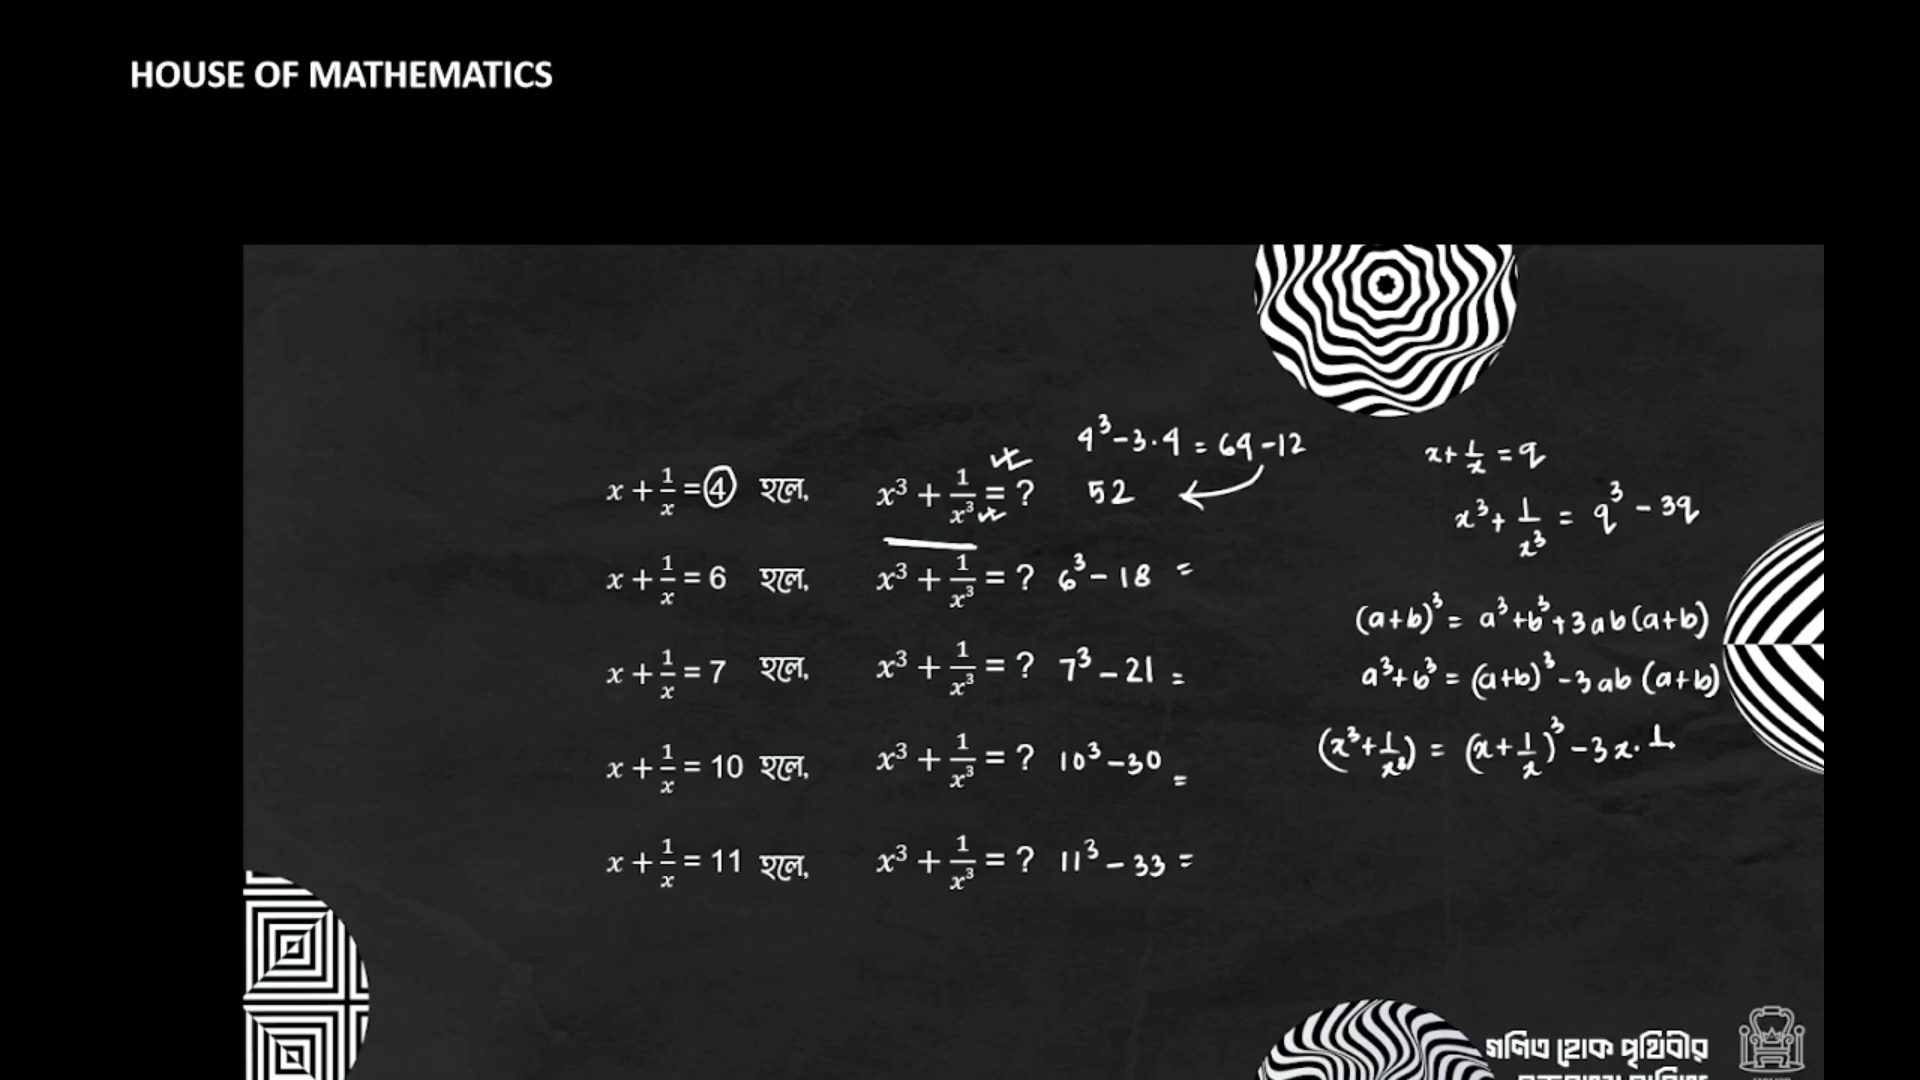 HOUSE OF MATHEMATICS
4³-3.4 = 64-12
x + 1/x = 4 হলে, x³ + 1/x³ = ? 52
x + 1/x = 6 হলে, x³ + 1/x³ = ? 6³-18 =
x + 1/x = 7 হলে, x³ + 1/x³ = ? 7³-21 =
x + 1/x = 10 হলে, x³ + 1/x³ = ? 10³-30 =
x + 1/x = 11 হলে, x³ + 1/x³ = ? 11³-33 =
x+1/x = q
x³+1/x³ = q³-3q
(a+b)³ = a³+b³+3ab(a+b)
a³+b³ = (a+b)³-3ab(a+b)
(x³+1/x³) = (x+1/x)³-3x.1
গণিত হোক পৃথিবীর